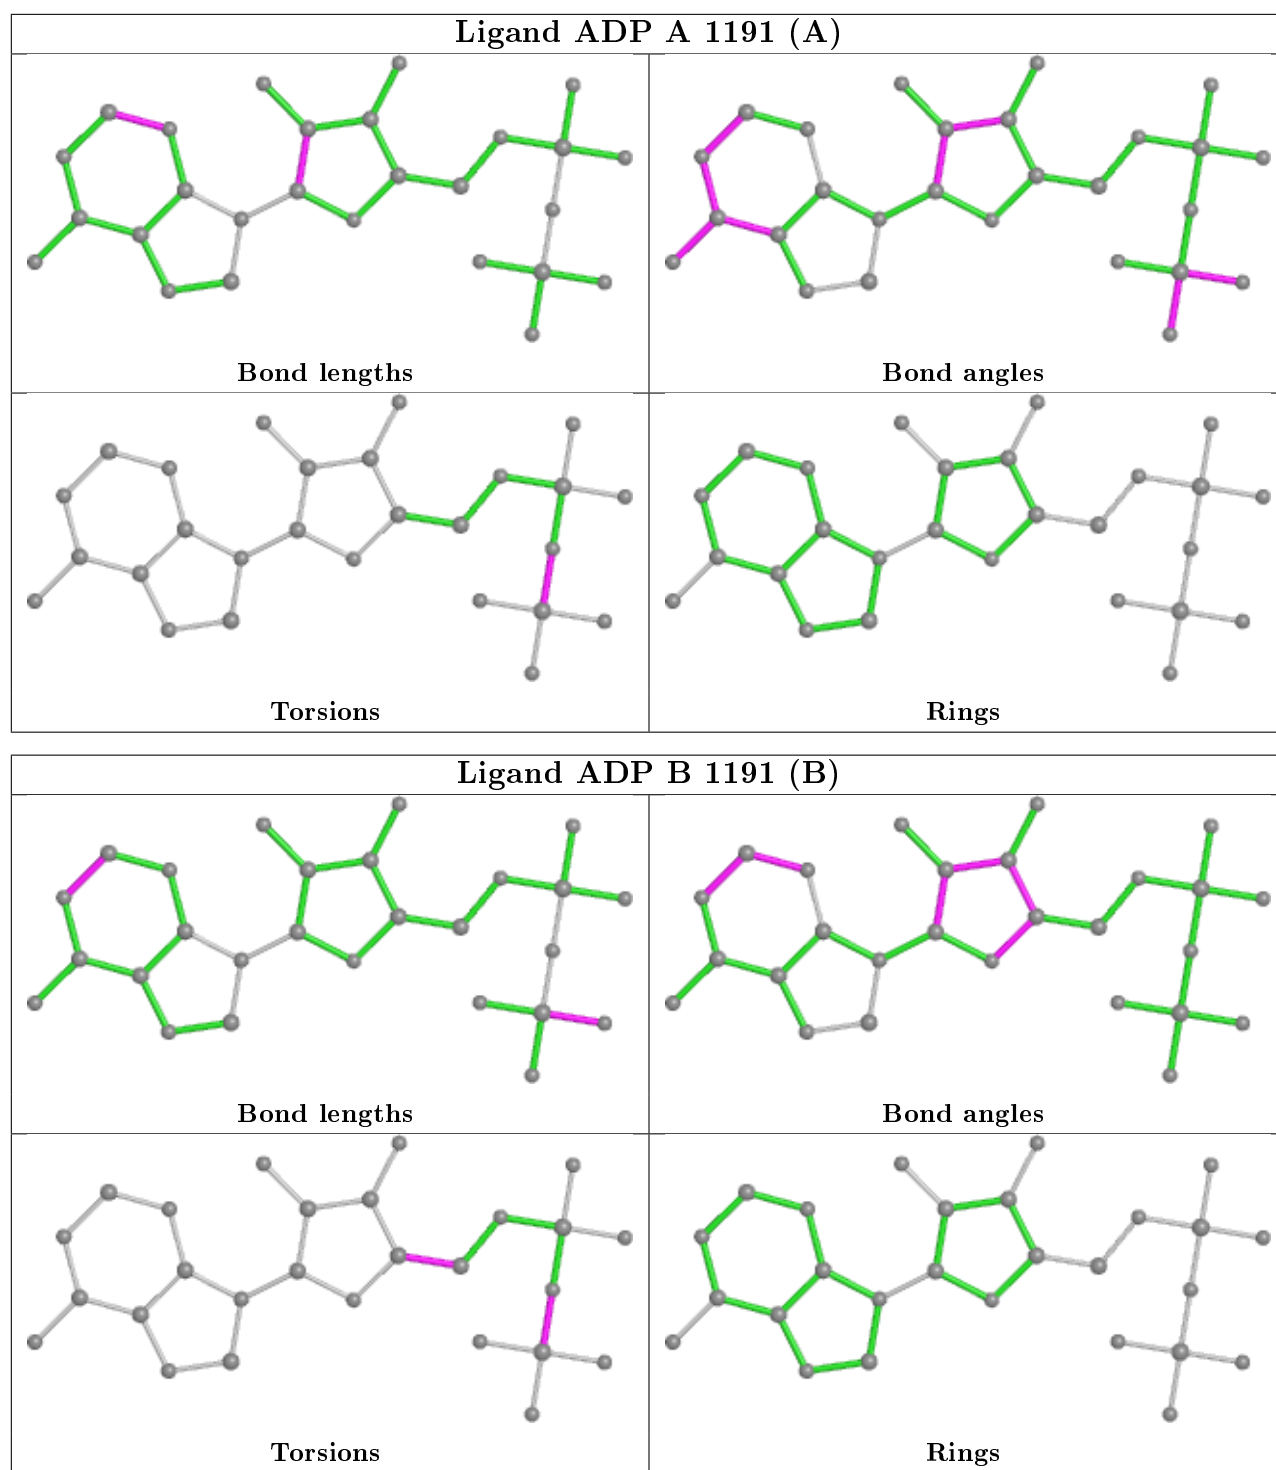 Ligand ADP A 1191 (A)
Bond lengths
Bond angles
Torsions
Rings
Ligand ADP B 1191 (B)
Bond lengths
Bond angles
Torsions
Rings